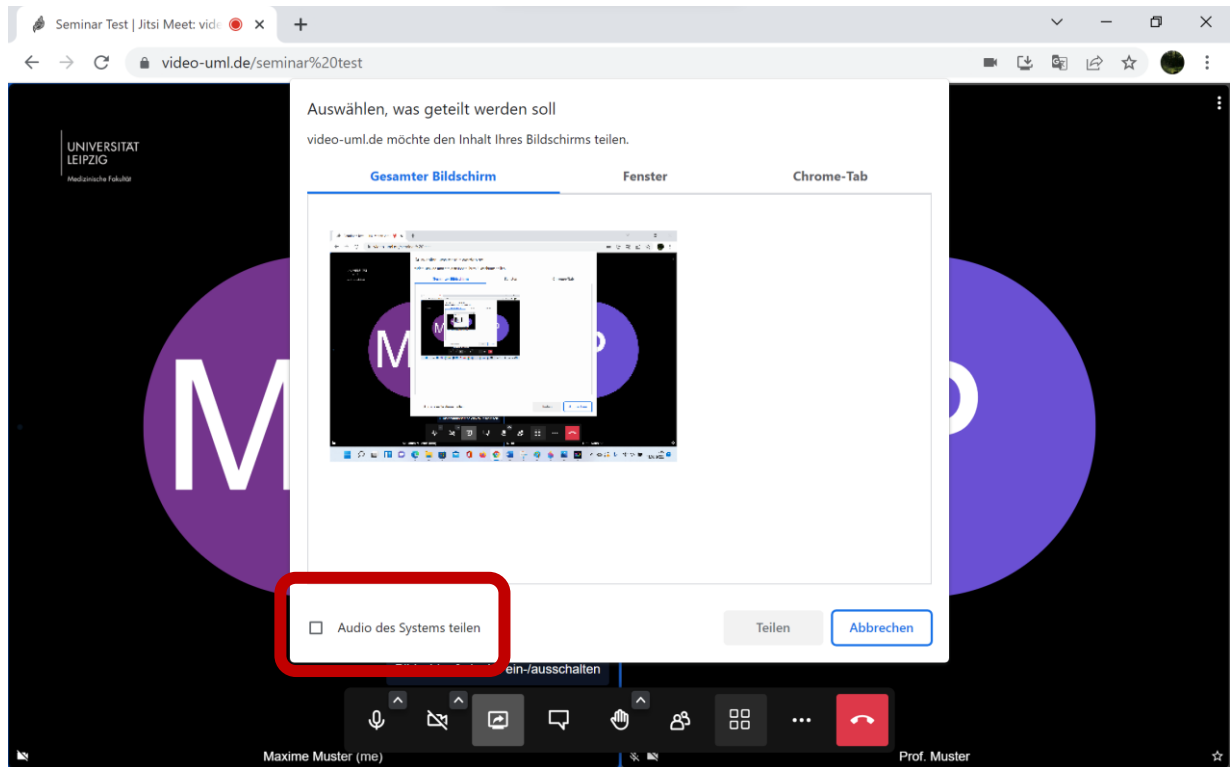 Seminar Test | Jitsi Meet: vide
video-uml.de/seminar%20test
UNIVERSITÄT
LEIPZIG
Medizinische Fakultät
Auswählen, was geteilt werden soll
video-uml.de möchte den Inhalt Ihres Bildschirms teilen.
Gesamter Bildschirm Fenster Chrome-Tab
M P
Audio des Systems teilen Teilen Abbrechen
ein-/ausschalten
Maxime Muster (me) Prof. Muster